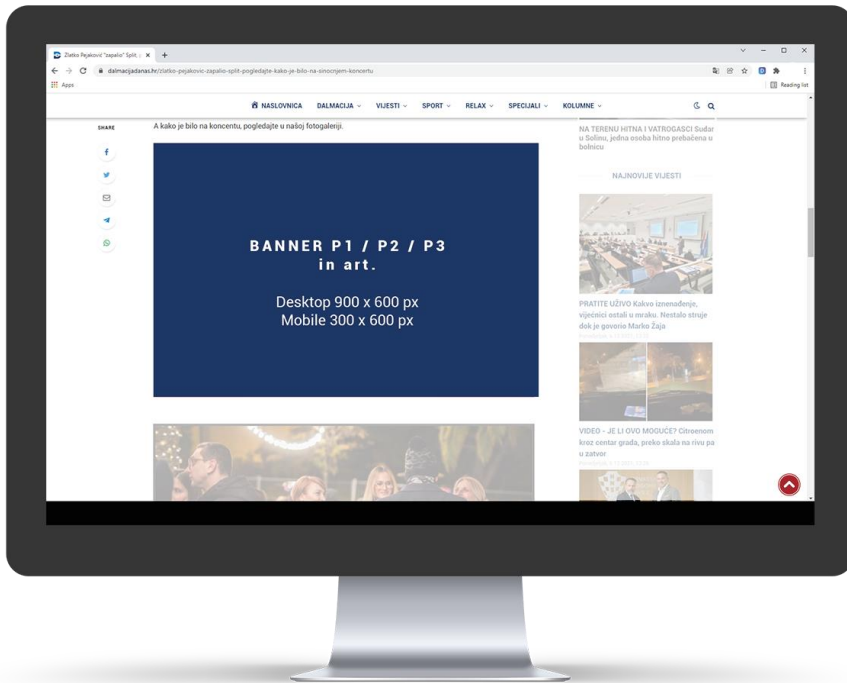 Zlatko Pejaković "zapalio" Split,
dalmacijadanas.hr/zlatko-pejakovic-zapalio-split-pogledajte-kako-je-bilo-na-sinocnjem-koncertu
Apps
Reading list
NASLOVNICA DALMACIJA VIJESTI SPORT RELAX SPECIJALI KOLUMNE
SHARE
A kako je bilo na koncentu, pogledajte u našoj fotogaleriji.
BANNER P1 / P2 / P3
in art.
Desktop 900 x 600 px
Mobile 300 x 600 px
NA TERENU HITNA I VATROGASCI Sudar
u Solinu, jedna osoba hitno prebačena u
bolnicu
NAJNOVIJE VIJESTI
PRATITE UŽIVO Kakvo iznenađenje,
vijećnici ostali u mraku. Nestalo struje
dok je govorio Marko Žaja
VIDEO - JE LI OVO MOGUĆE? Citroenom
kroz centar grada, preko skala na rivu pa
u zatvor